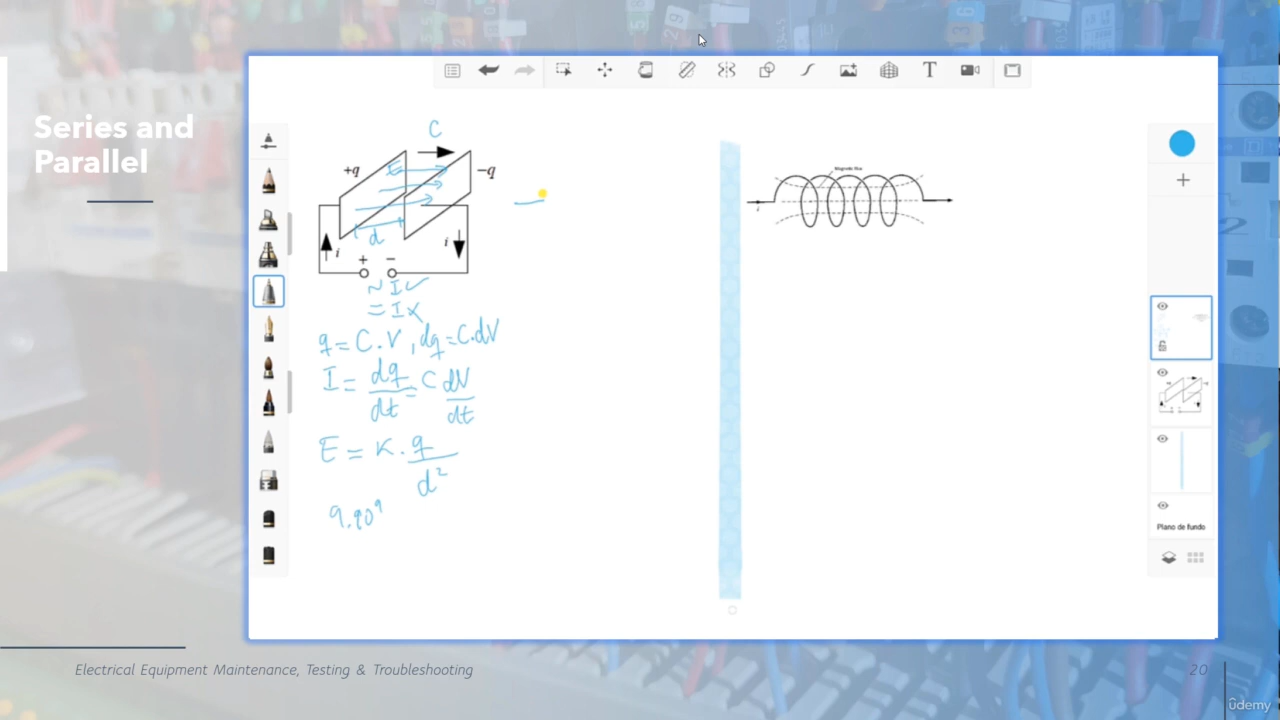 Series and
Parallel
C
+q
E
-q
d
i
i
+ -
~ I ✓
= I X
q = C.V, dq = C.dV
I = dq/dt = C dV/dt
E = K . q/d²
9.10⁹
Magnetic flux
i
T
Plano de fundo
Electrical Equipment Maintenance, Testing & Troubleshooting
20
ûdemy